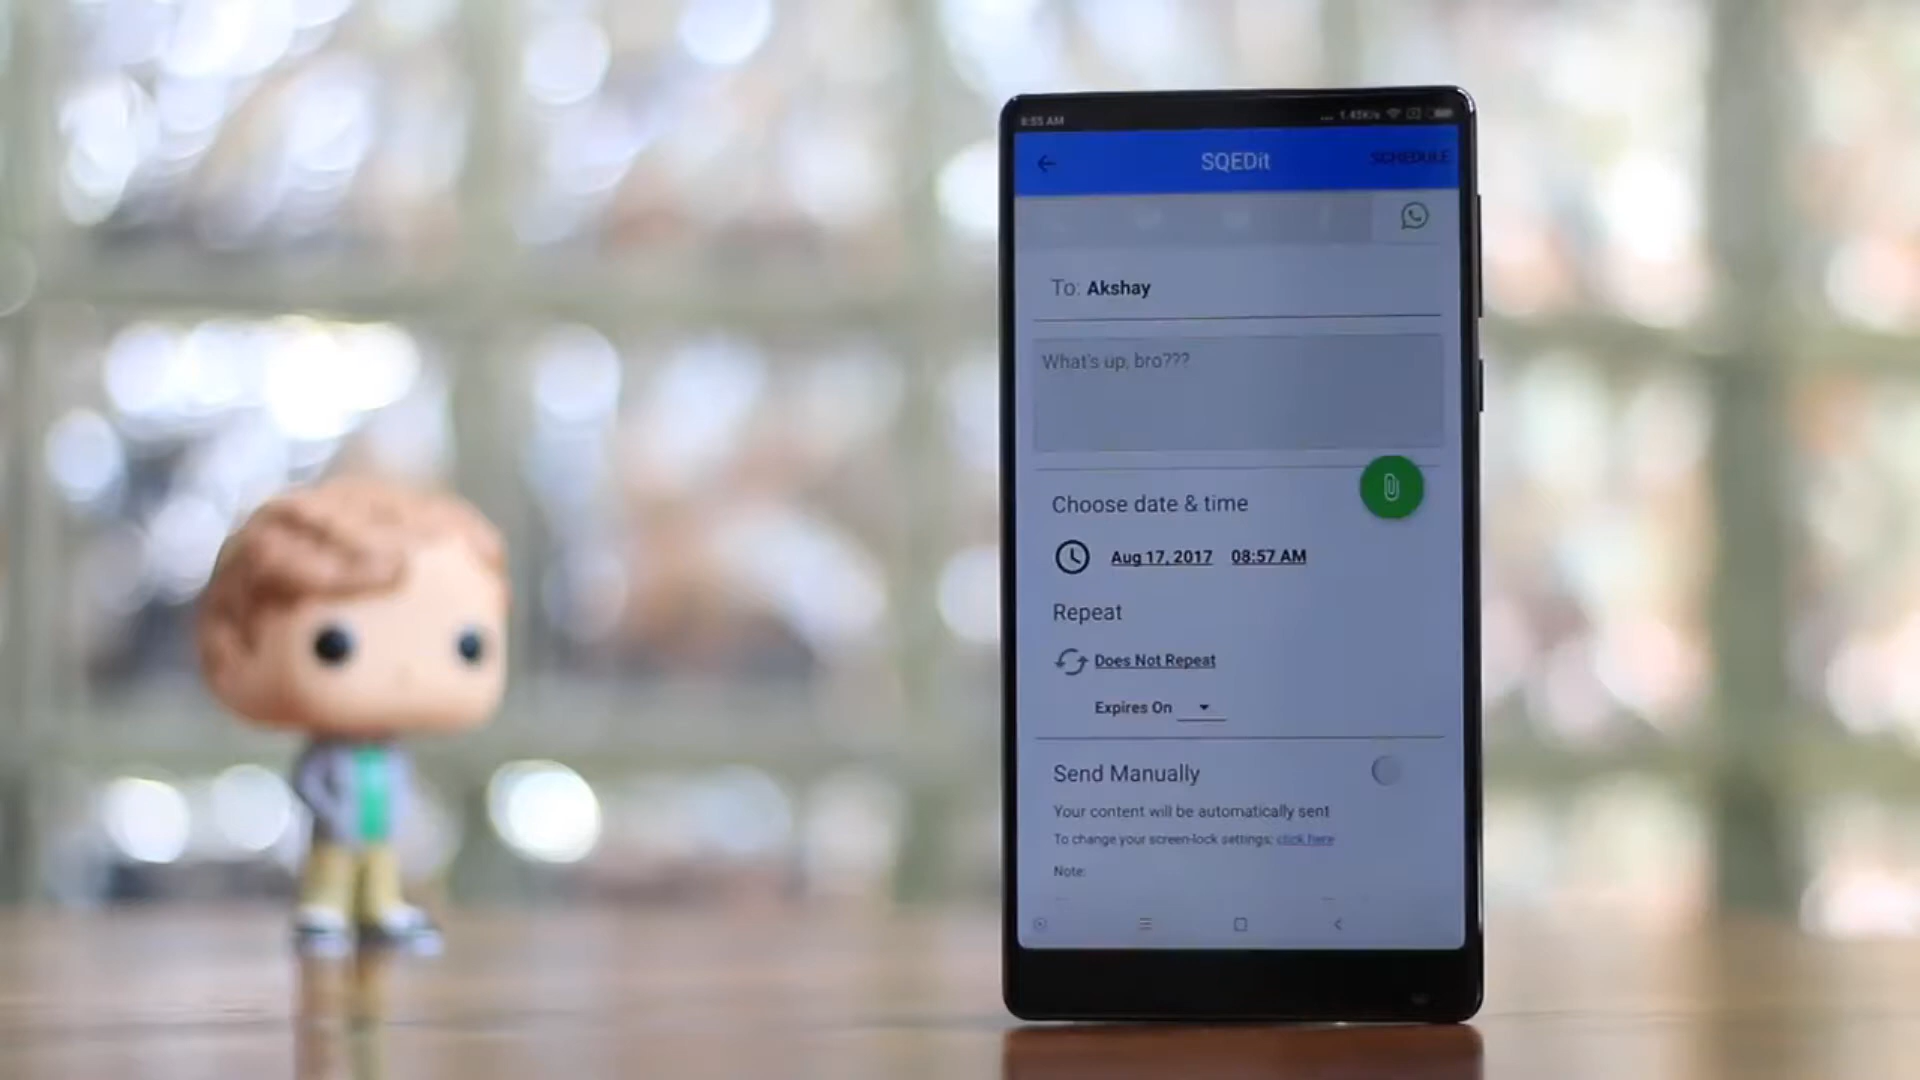 8:55 AM
... 1.45K/s
SQEDit
SCHEDULE
To: Akshay
What's up, bro???
Choose date & time
Aug 17, 2017 08:57 AM
Repeat
Does Not Repeat
Expires On
Send Manually
Your content will be automatically sent
To change your screen-lock settings; click here
Note: